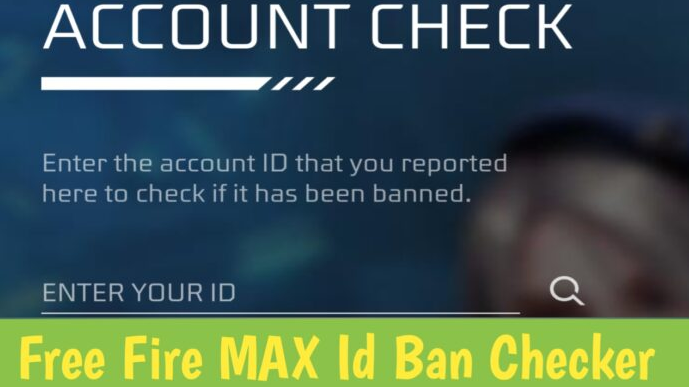 ACCOUNT CHECK
Enter the account ID that you reported
here to check if it has been banned.
ENTER YOUR ID
Free Fire MAX Id Ban Checker